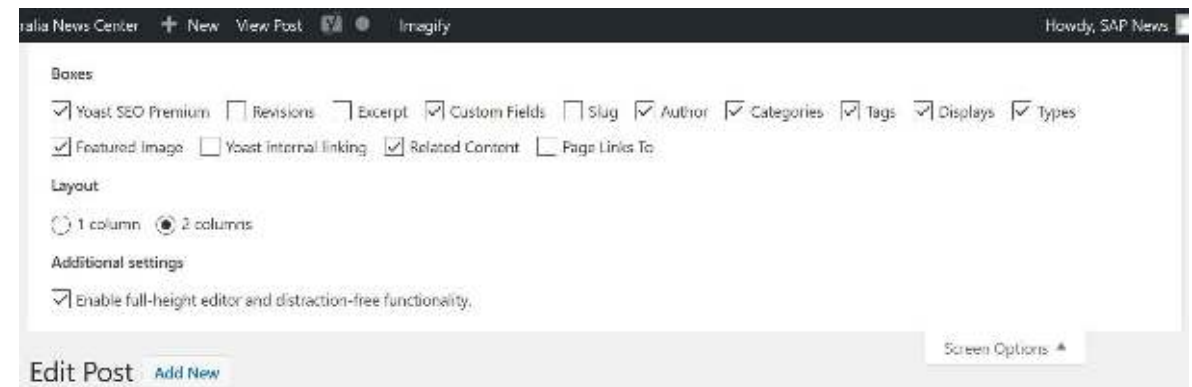 ralia News Center + New View Post Imagify Howdy, SAP News
Boxes
Yoast SEO Premium Revisions Excerpt Custom Fields Slug Author Categories Tags Displays Types
Featured Image Yoast internal linking Related Content Page Links To
Layout
1 column 2 columns
Additional settings
Enable full-height editor and distraction-free functionality.
Screen Options
Edit Post Add New